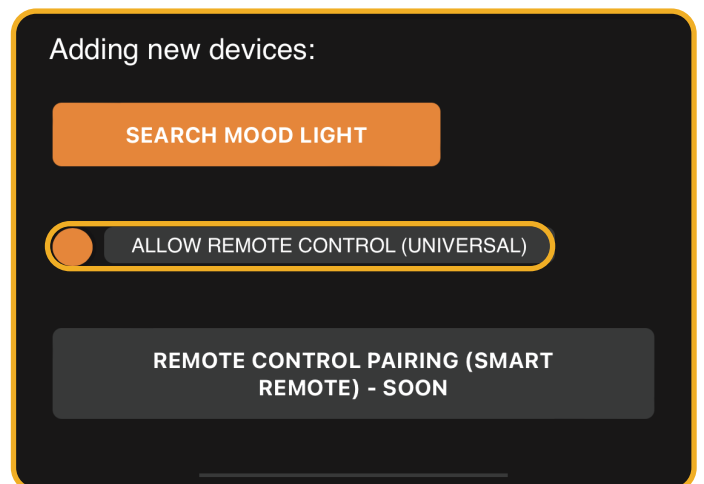 Adding new devices:
SEARCH MOOD LIGHT
ALLOW REMOTE CONTROL (UNIVERSAL)
REMOTE CONTROL PAIRING (SMART
REMOTE) - SOON